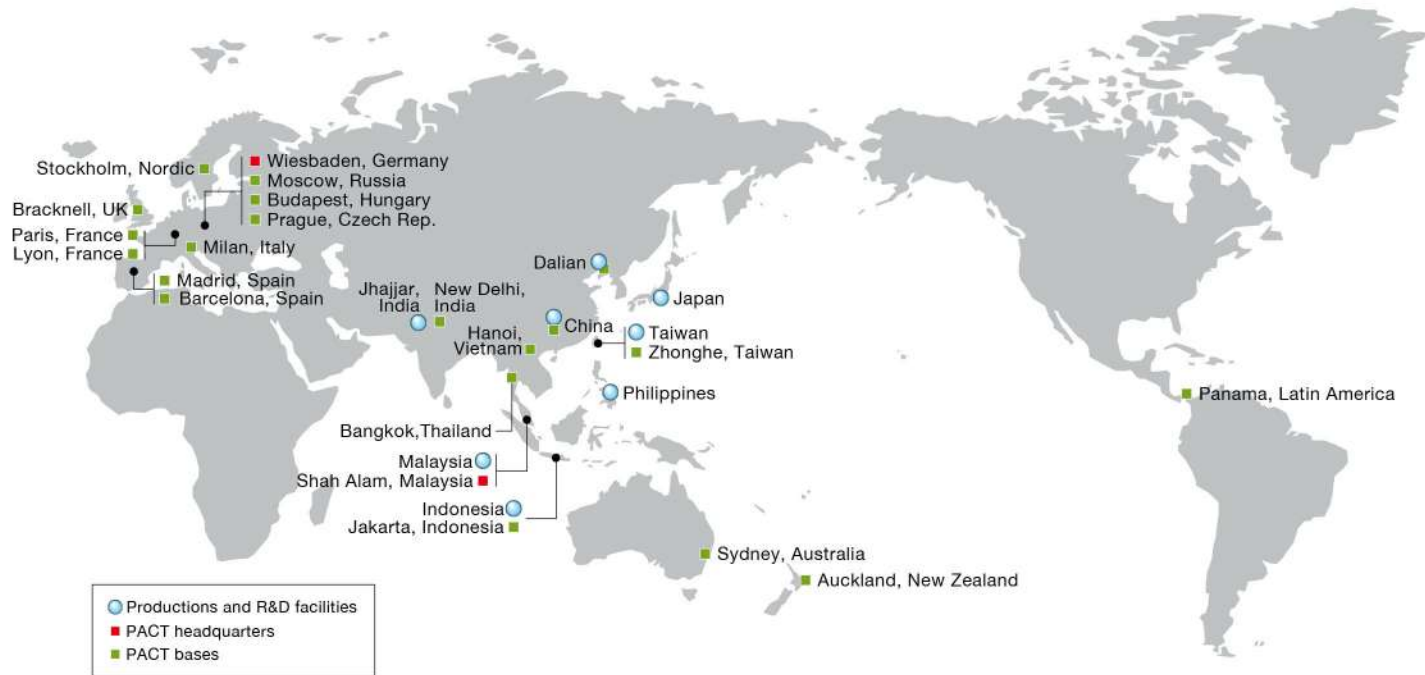 Stockholm, Nordic
Wiesbaden, Germany
Moscow, Russia
Budapest, Hungary
Prague, Czech Rep.
Bracknell, UK
Paris, France
Lyon, France
Milan, Italy
Madrid, Spain
Barcelona, Spain
Dalian
Jhajjar,
India
New Delhi,
India
Japan
China
Hanoi,
Vietnam
Taiwan
Zhonghe, Taiwan
Philippines
Panama, Latin America
Bangkok,Thailand
Malaysia
Shah Alam, Malaysia
Indonesia
Jakarta, Indonesia
Sydney, Australia
Auckland, New Zealand
Productions and R&D facilities
PACT headquarters
PACT bases